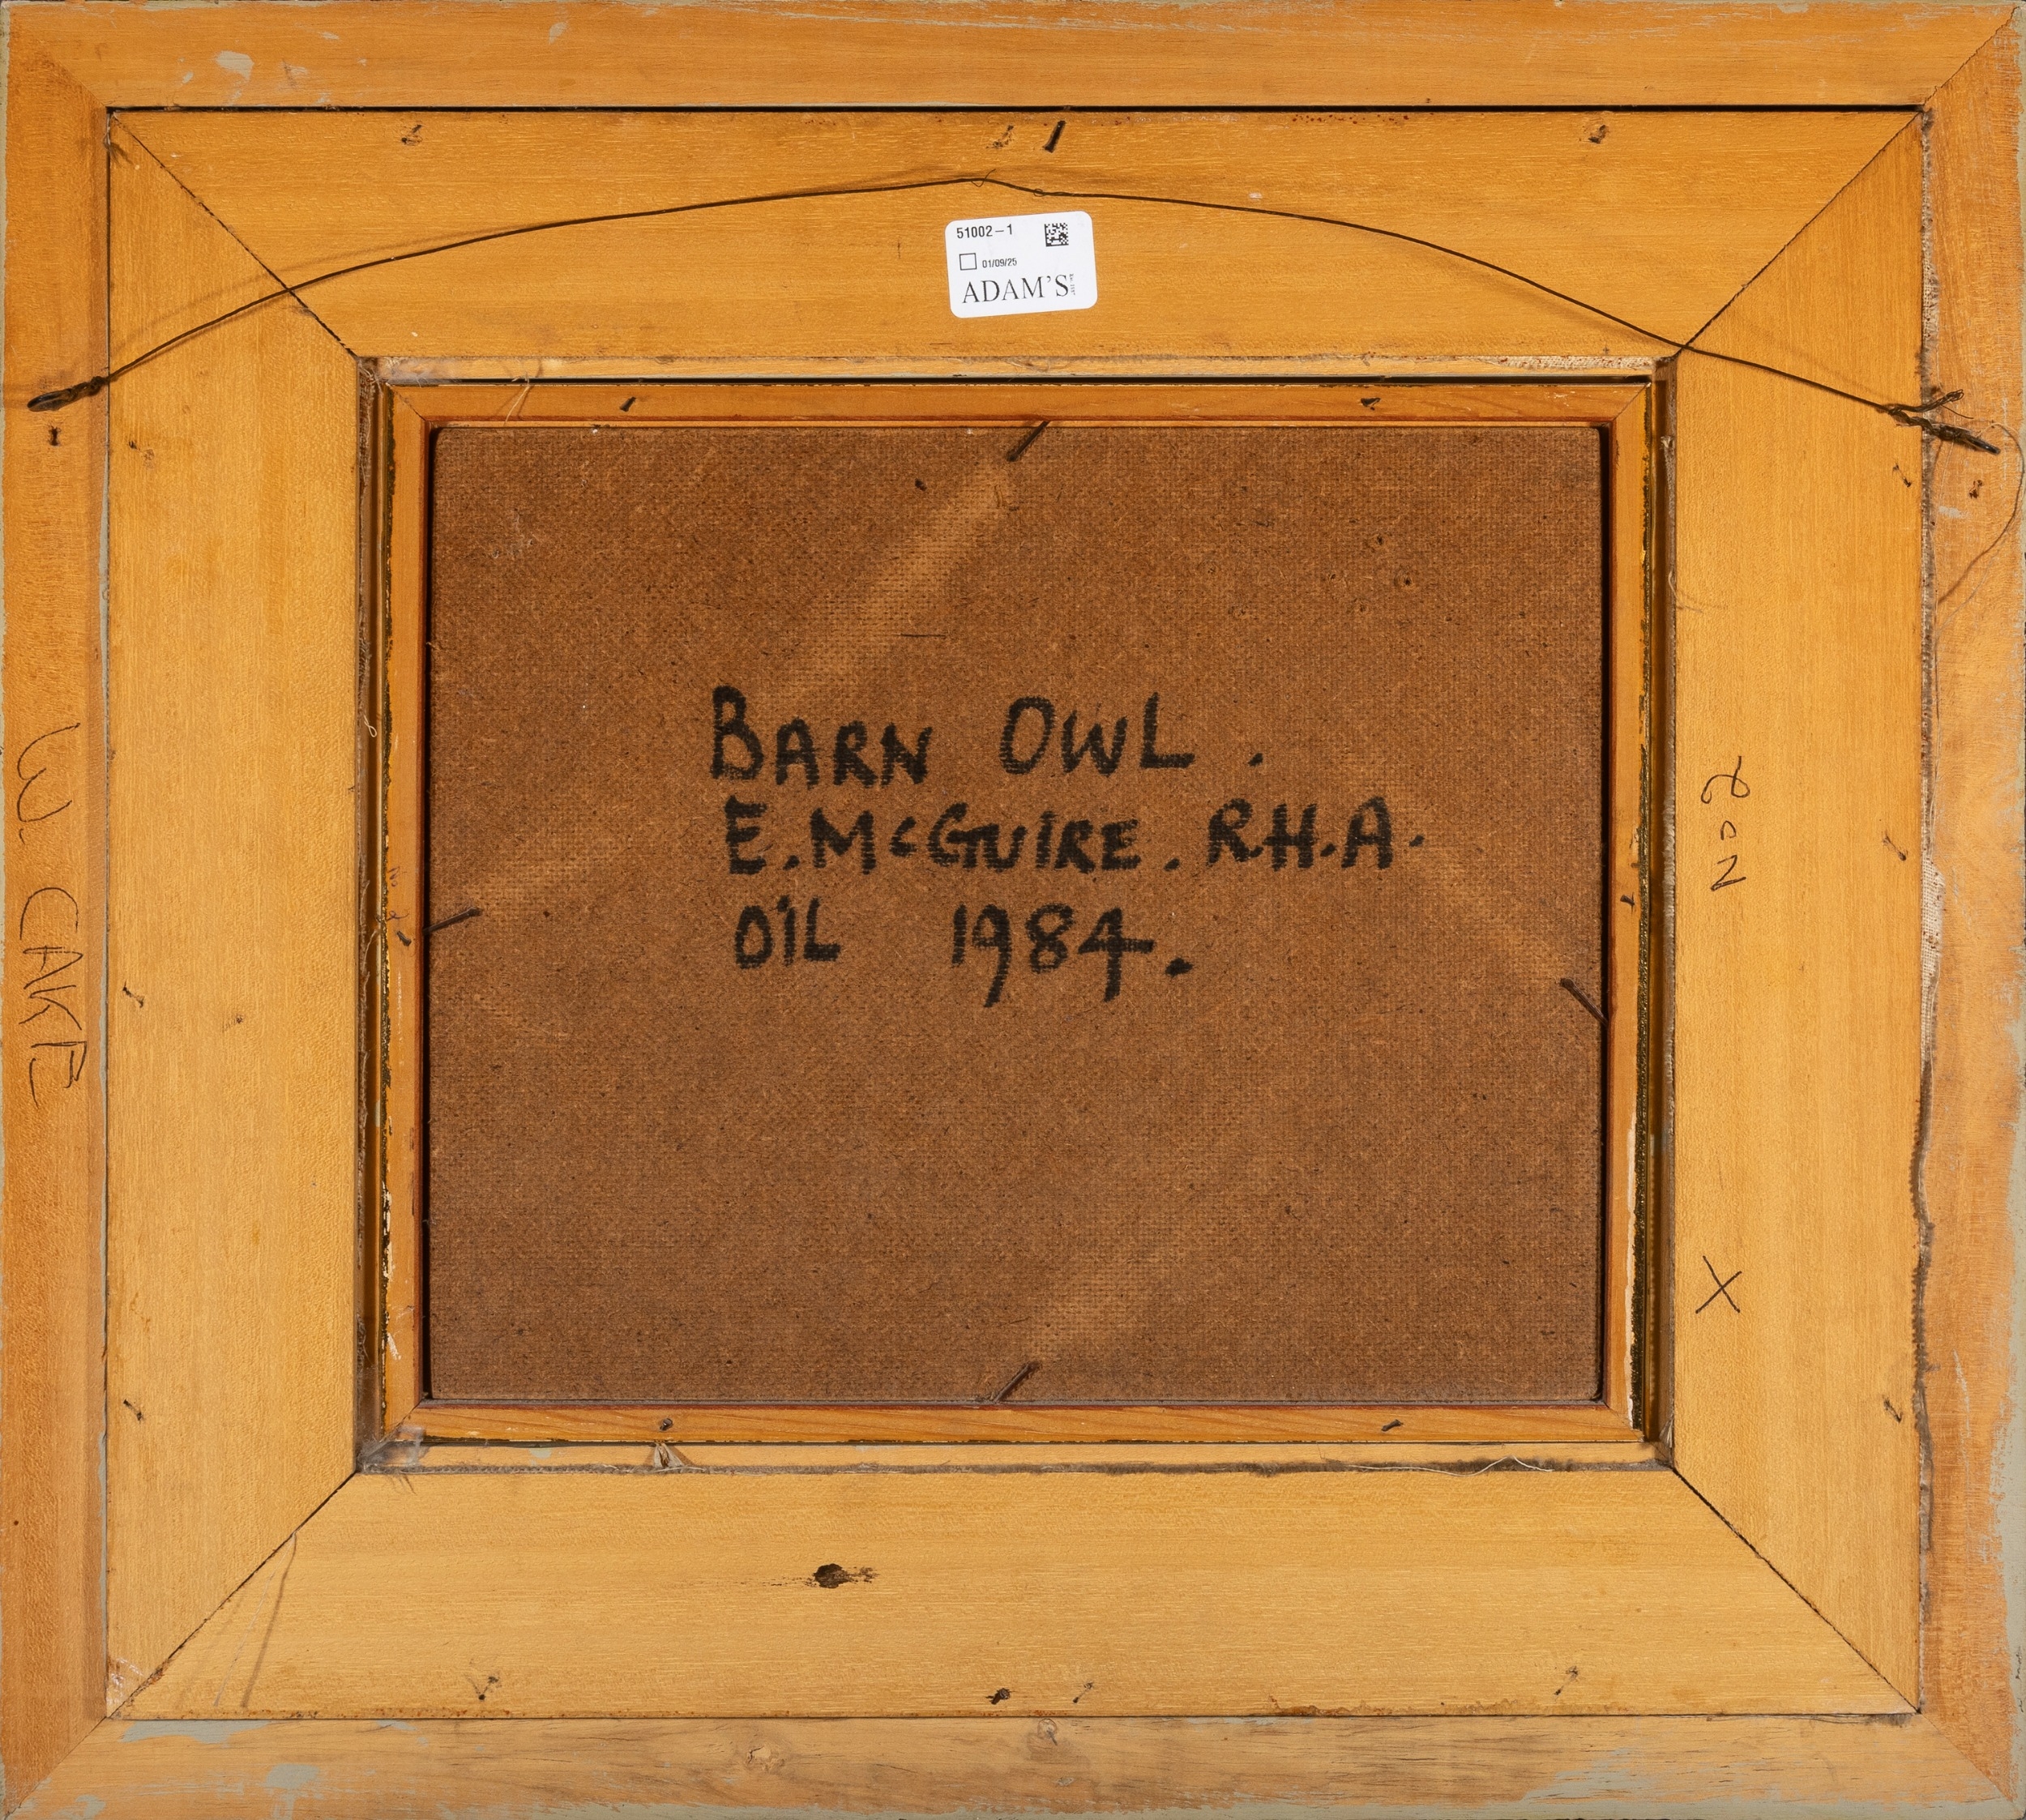 51002-1
01/09/25
ADAM'S
BARN OWL.
E. McGUIRE. R.H.A.
OIL 1984.
W. CAKE
X